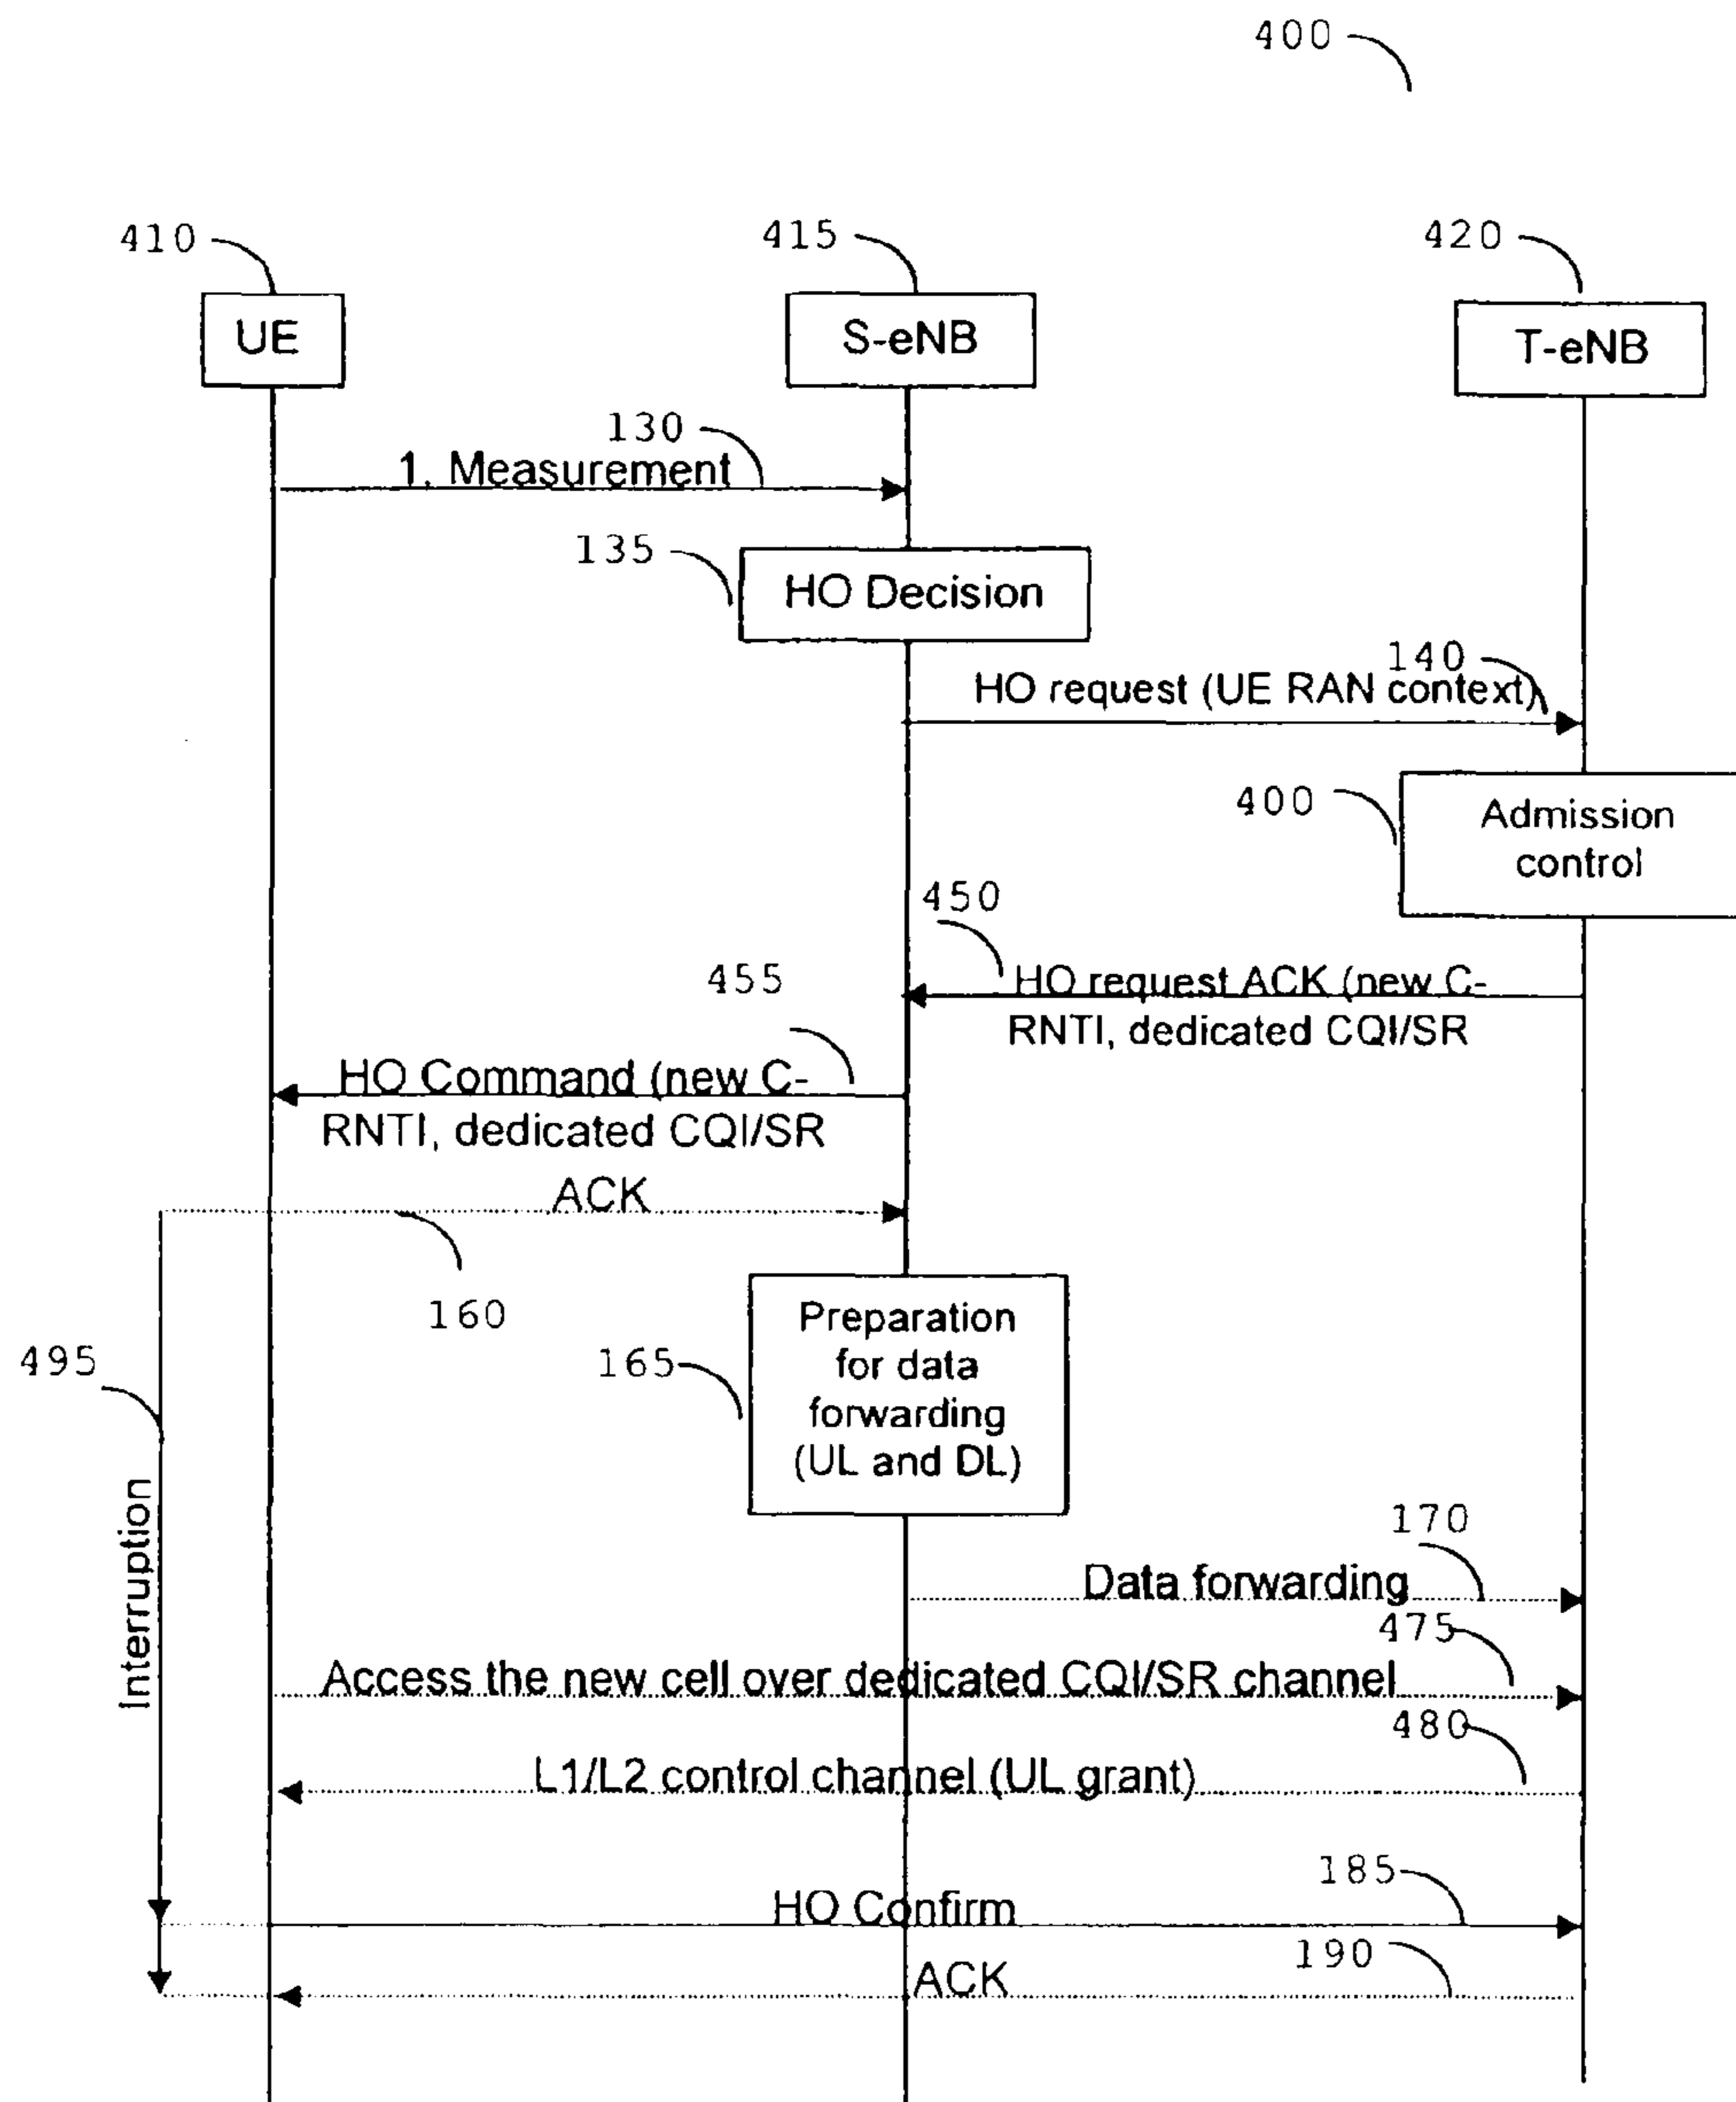 400
410
415
420
UE
S-eNB
T-eNB
130
1. Measurement
135
HO Decision
140
HO request (UE RAN context)
400
Admission
control
450
HO request ACK (new C-
RNTI, dedicated CQI/SR
455
HO Command (new C-
RNTI, dedicated CQI/SR
ACK
160
495
165
Preparation
for data
forwarding
(UL and DL)
Interruption
170
Data forwarding
475
Access the new cell over dedicated CQI/SR channel
480
L1/L2 control channel (UL grant)
185
HO Confirm
190
ACK